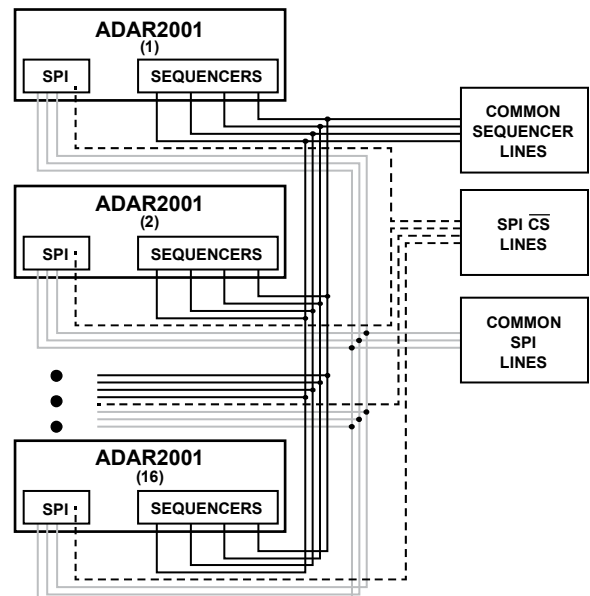 ADAR2001
(1)
SPI
SEQUENCERS
COMMON
SEQUENCER
LINES
ADAR2001
(2)
SPI
SEQUENCERS
SPI C̅S̅
LINES
COMMON
SPI
LINES
ADAR2001
(16)
SPI
SEQUENCERS